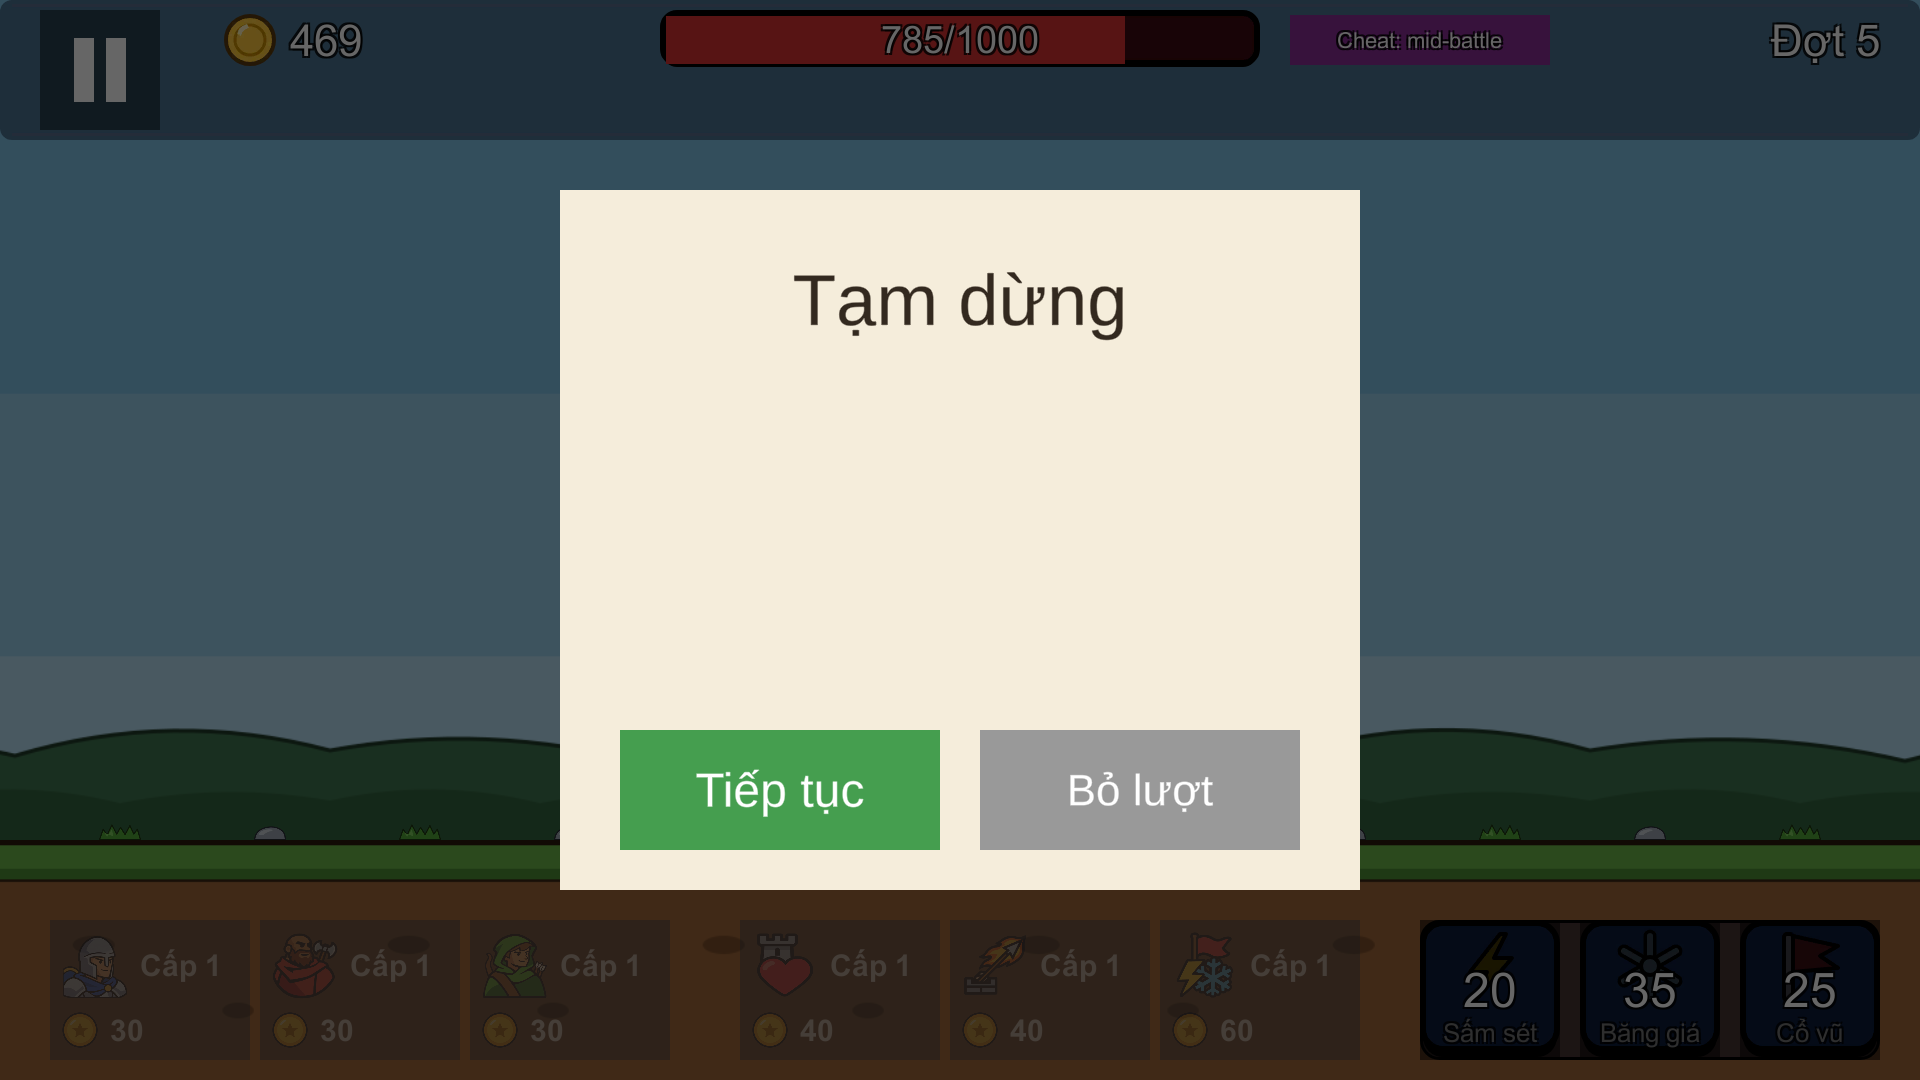 469
785/1000
Cheat: mid-battle
Đợt 5
Tạm dừng
Tiếp tục
Bỏ lượt
Cấp 1
30
Cấp 1
30
Cấp 1
30
Cấp 1
40
Cấp 1
40
Cấp 1
60
20
Sấm sét
35
Băng giá
25
Cổ vũ